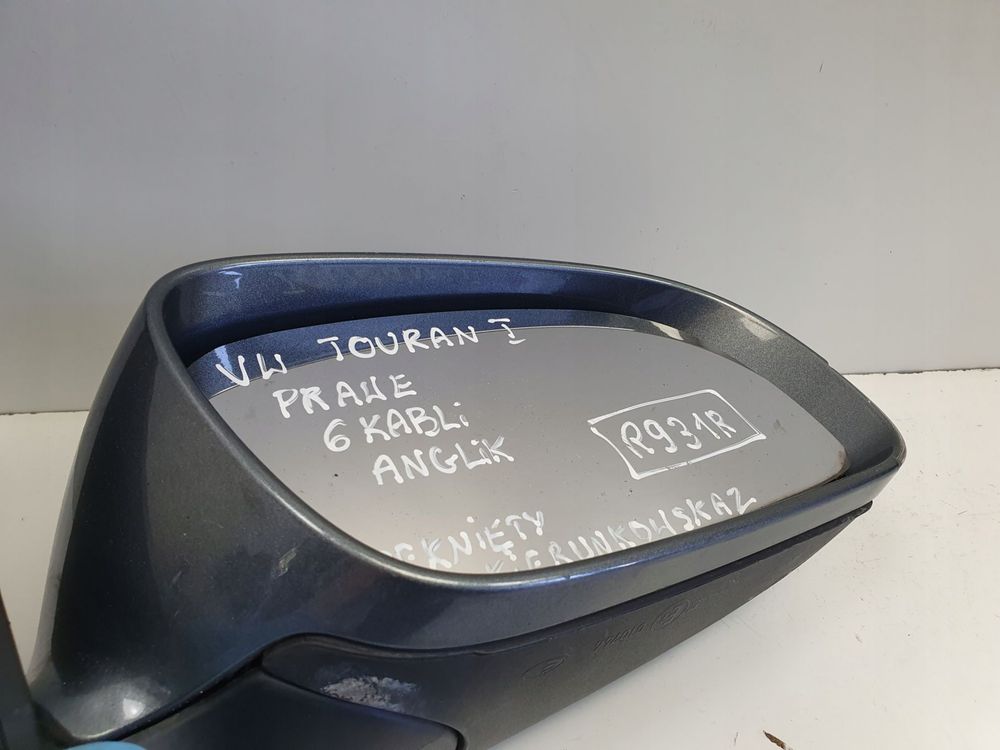 VW TOURAN I
PRAWE
6 KABLI
ANGLIK
R931R
PĘKNIĘTY
KIERUNKOWSKAZ